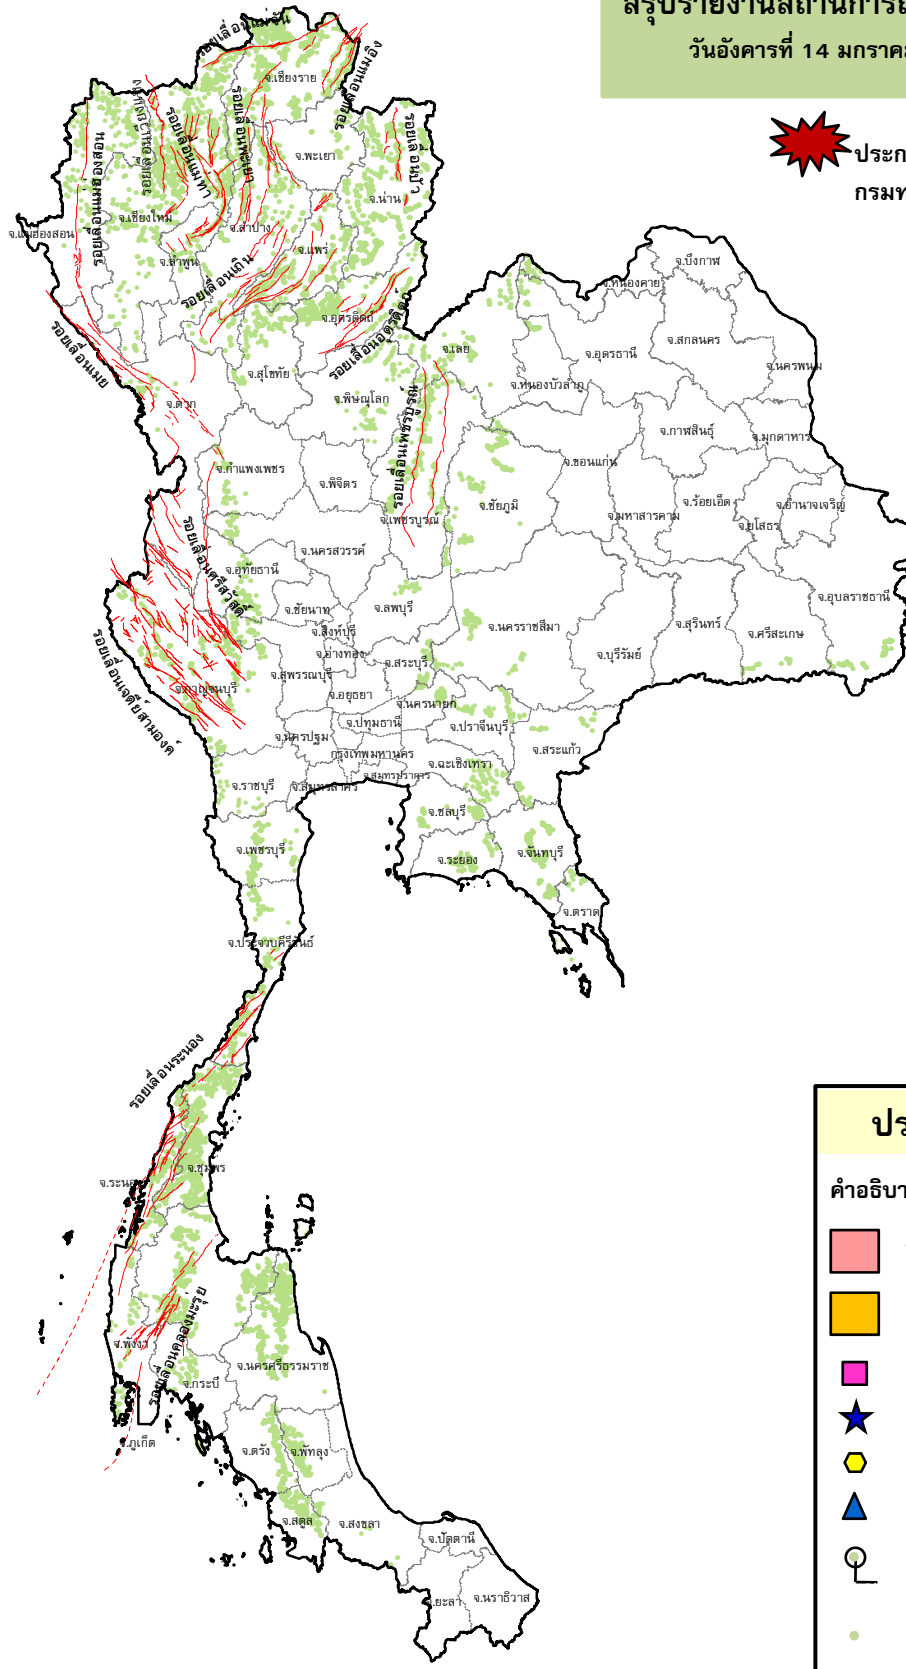 สรุปรายงานสถานการณ์
วันอังคารที่ 14 มกราคม
ประก
กรมท
รอยเลื่อนแม่จัน
จ.เชียงราย
รอยเลื่อนแม่อิง
รอยเลื่อนแม่ทา
รอยเลื่อนพะเยา
รอยเลื่อนปัว
จ.พะเยา
รอยเลื่อนแม่ฮ่องสอน
จ.น่าน
จ.เชียงใหม่
จ.แม่ฮ่องสอน
จ.ลำปาง
จ.แพร่
จ.ลำพูน
รอยเลื่อนเถิน
จ.บึงกาฬ
จ.หนองคาย
จ.อุตรดิตถ์
รอยเลื่อนอุตรดิตถ์
รอยเลื่อนเมย
จ.เลย
จ.อุดรธานี
จ.สกลนคร
จ.นครพนม
จ.สุโขทัย
จ.หนองบัวลำภู
จ.ตาก
จ.พิษณุโลก
รอยเลื่อนเพชรบูรณ์
จ.กาฬสินธุ์
จ.มุกดาหาร
จ.กำแพงเพชร
จ.พิจิตร
จ.ขอนแก่น
จ.ชัยภูมิ
จ.ร้อยเอ็ด
จ.อำนาจเจริญ
จ.เพชรบูรณ์
จ.มหาสารคาม
จ.ยโสธร
รอยเลื่อนศรีสวัสดิ์
จ.นครสวรรค์
จ.อุทัยธานี
จ.ชัยนาท
จ.ลพบุรี
จ.อุบลราชธานี
จ.สิงห์บุรี
จ.นครราชสีมา
จ.สุรินทร์
จ.ศรีสะเกษ
จ.อ่างทอง
จ.บุรีรัมย์
รอยเลื่อนเจดีย์สามองค์
จ.สุพรรณบุรี
จ.สระบุรี
จ.กาญจนบุรี
จ.อยุธยา
จ.นครนายก
จ.ปทุมธานี
จ.ปราจีนบุรี
จ.นครปฐม
กรุงเทพมหานคร
จ.สระแก้ว
จ.ฉะเชิงเทรา
จ.สมุทรปราการ
จ.ราชบุรี
จ.สมุทรสาคร
จ.ชลบุรี
จ.เพชรบุรี
จ.ระยอง
จ.จันทบุรี
จ.ตราด
จ.ประจวบคีรีขันธ์
รอยเลื่อนระนอง
จ.ชุมพร
จ.ระนอง
ปร
คำอธิบา
รอยเลื่อนคลองมะรุ่ย
จ.พังงา
จ.นครศรีธรรมราช
จ.กระบี่
จ.ภูเก็ต
จ.ตรัง
จ.พัทลุง
จ.สตูล
จ.สงขลา
จ.ปัตตานี
จ.ยะลา
จ.นราธิวาส